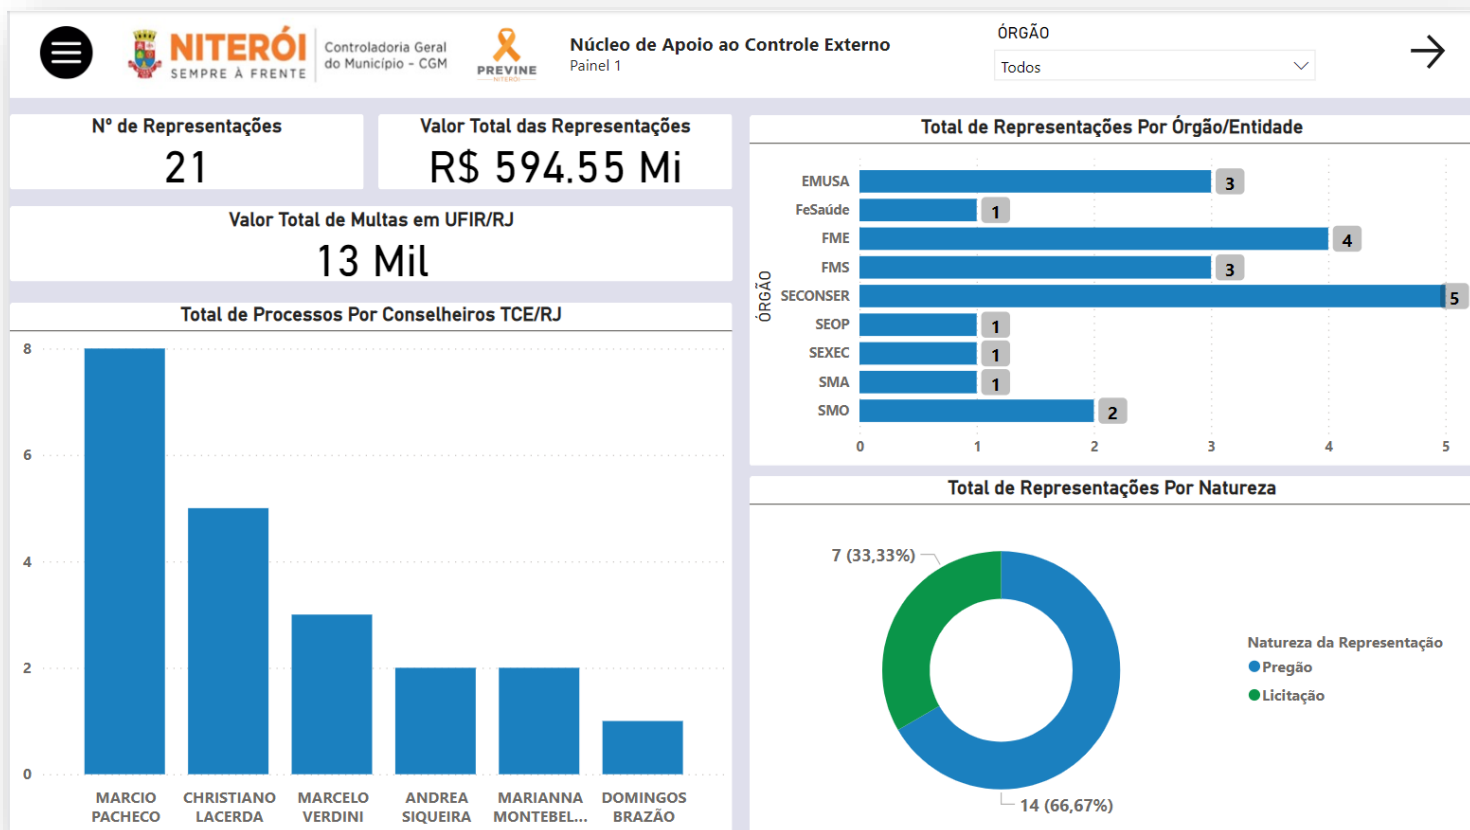 NITERÓI
SEMPRE À FRENTE
Controladoria Geral
do Município - CGM
PREVINE
NITERÓI
Núcleo de Apoio ao Controle Externo
Painel 1
ÓRGÃO
Todos
Nº de Representações
21
Valor Total das Representações
R$ 594.55 Mi
Valor Total de Multas em UFIR/RJ
13 Mil
Total de Processos Por Conselheiros TCE/RJ
8
6
4
2
0
MARCIO
PACHECO
CHRISTIANO
LACERDA
MARCELO
VERDINI
ANDREA
SIQUEIRA
MARIANNA
MONTEBEL...
DOMINGOS
BRAZÃO
Total de Representações Por Órgão/Entidade
ÓRGÃO
EMUSA 3
FeSaúde 1
FME 4
FMS 3
SECONSER 5
SEOP 1
SEXEC 1
SMA 1
SMO 2
0 1 2 3 4 5
Total de Representações Por Natureza
7 (33,33%)
14 (66,67%)
Natureza da Representação
Pregão
Licitação